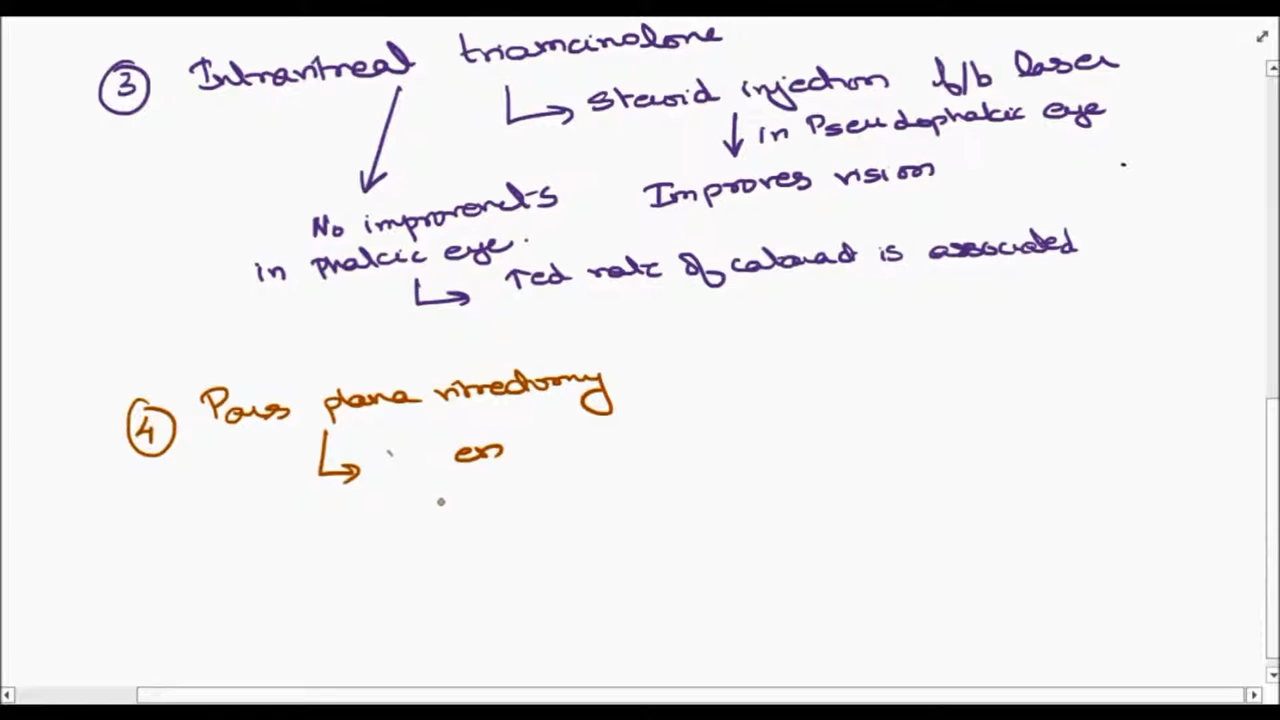 ③ Intravitreal triamcinolone
↳ Steroid injection f/b laser
↓ in Pseudophakic eye
No improvements Improves vision
in phakic eye.
↳ ↑ed rate of cataract is associated
④ Pars plana vitrectomy
↳ en